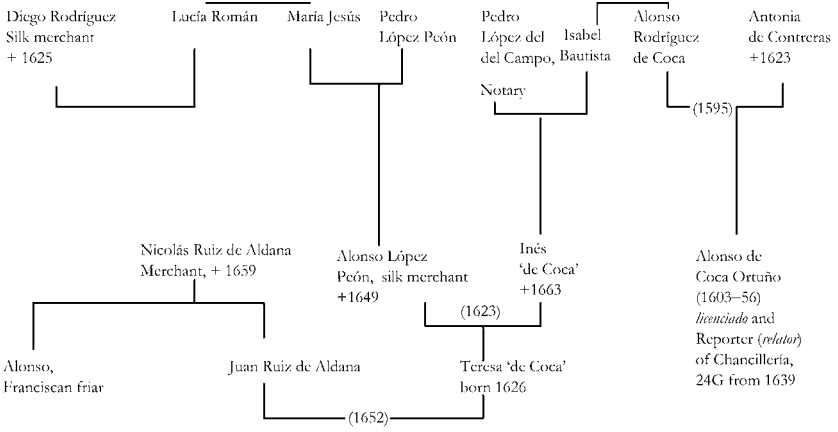 Diego Rodríguez
Silk merchant
+ 1625
Lucía Román
María Jesús
Pedro
López Peón
Pedro
López del
del Campo,
Notary
Isabel
Bautista
Alonso
Rodríguez
de Coca
Antonia
de Contreras
+1623
(1595)
Nicolás Ruiz de Aldana
Merchant, + 1659
Alonso López
Peón, silk merchant
+1649
Inés
‘de Coca’
+1663
Alonso de
Coca Ortuño
(1603–56)
licenciado and
Reporter (relator)
of Chancillería,
24G from 1639
(1623)
Alonso,
Franciscan friar
Juan Ruiz de Aldana
Teresa ‘de Coca’
born 1626
(1652)